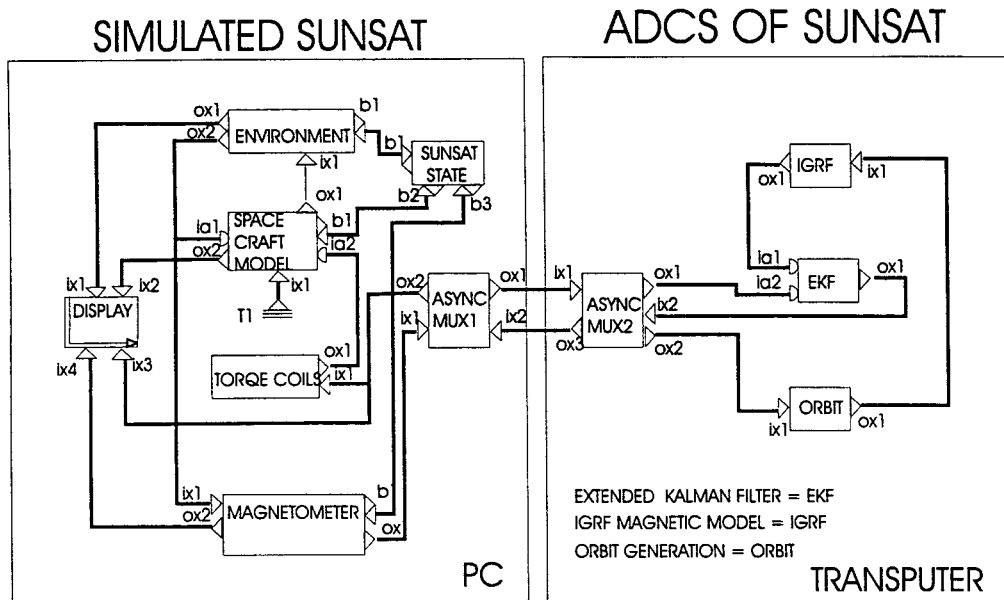 SIMULATED SUNSAT
ADCS OF SUNSAT
ox1
ox2
ENVIRONMENT
b1
ix1
b1
SUNSAT
STATE
b2
b3
ox1
SPACE
CRAFT
MODEL
b1
ia1
ia2
ox2
ix1
T1
ix1
ix2
DISPLAY
ix4
ix3
ox1
ix1
TORQE COILS
ox2
ox1
ASYNC
MUX1
ix1
ix2
ix1
ox1
ASYNC
MUX2
ix2
ox3
ox2
IGRF
ox1
ix1
ia1
ia2
EKF
ox1
ORBIT
ix1
ox1
ix1
ox2
MAGNETOMETER
b1
ox
PC
EXTENDED KALMAN FILTER = EKF
IGRF MAGNETIC MODEL = IGRF
ORBIT GENERATION = ORBIT
TRANSPUTER